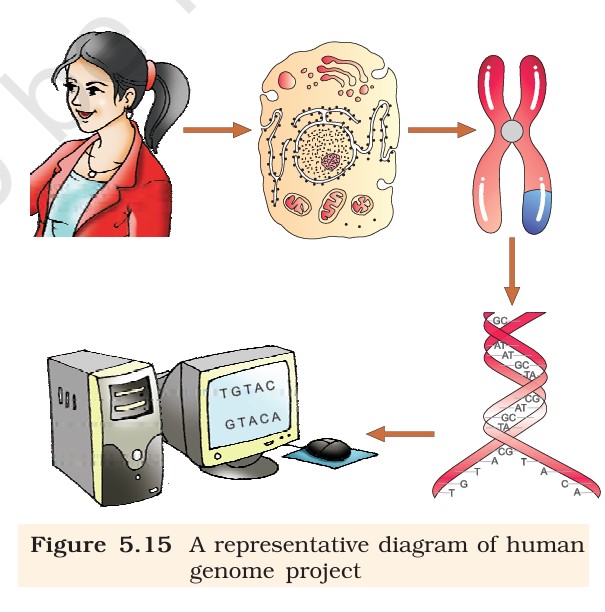 GC
AT
AT
GC
TA
CG
AT
GC
TA
CG
A T
T A
G C
T A
TGTAC
GTACA
Figure 5.15 A representative diagram of human
genome project